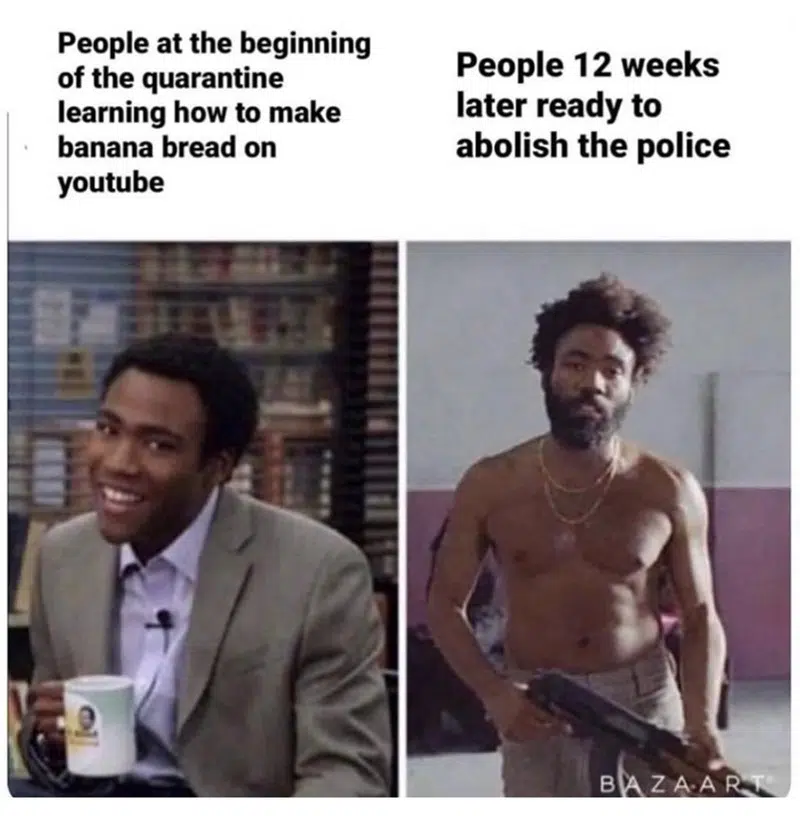 People at the beginning
of the quarantine
learning how to make
banana bread on
youtube
People 12 weeks
later ready to
abolish the police
BAZAART